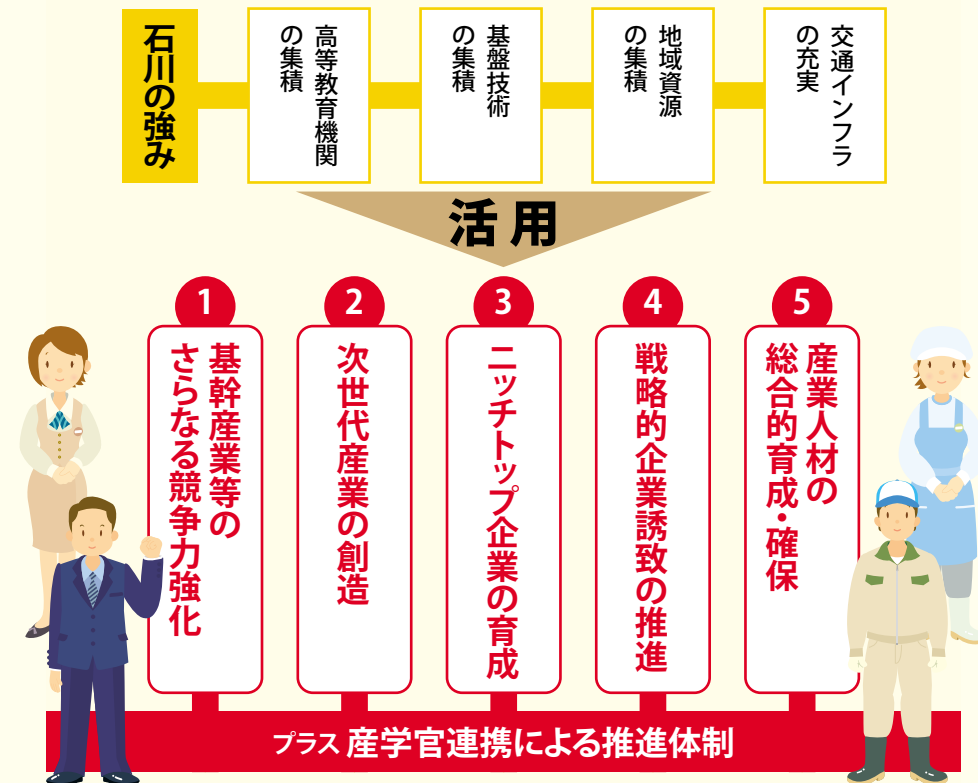 石川の強み
高等教育機関
の集積
基盤技術
の集積
地域資源
の集積
交通インフラ
の充実
活用
1
基幹産業等の
さらなる競争力強化
2
次世代産業の創造
3
ニッチトップ企業の育成
4
戦略的企業誘致の推進
5
産業人材の
総合的育成・確保
プラス 産学官連携による推進体制